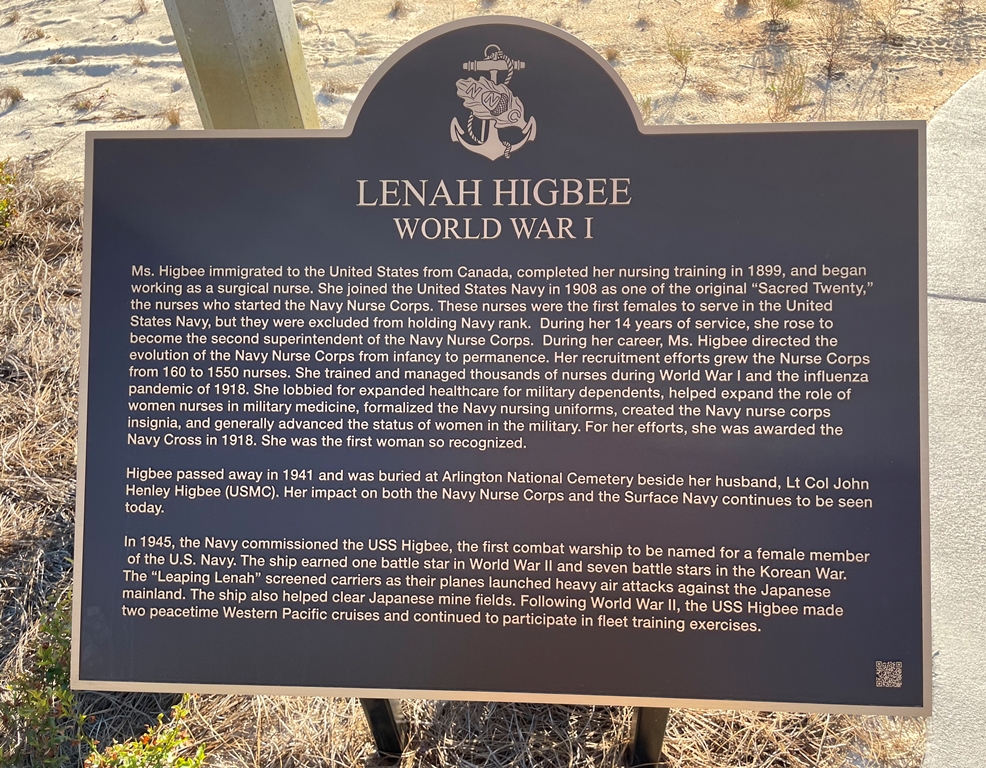 NNC
LENAH HIGBEE
WORLD WAR I
Ms. Higbee immigrated to the United States from Canada, completed her nursing training in 1899, and began
working as a surgical nurse. She joined the United States Navy in 1908 as one of the original “Sacred Twenty,”
the nurses who started the Navy Nurse Corps. These nurses were the first females to serve in the United
States Navy, but they were excluded from holding Navy rank. During her 14 years of service, she rose to
become the second superintendent of the Navy Nurse Corps. During her career, Ms. Higbee directed the
evolution of the Navy Nurse Corps from infancy to permanence. Her recruitment efforts grew the Nurse Corps
from 160 to 1550 nurses. She trained and managed thousands of nurses during World War I and the influenza
pandemic of 1918. She lobbied for expanded healthcare for military dependents, helped expand the role of
women nurses in military medicine, formalized the Navy nursing uniforms, created the Navy nurse corps
insignia, and generally advanced the status of women in the military. For her efforts, she was awarded the
Navy Cross in 1918. She was the first woman so recognized.
Higbee passed away in 1941 and was buried at Arlington National Cemetery beside her husband, Lt Col John
Henley Higbee (USMC). Her impact on both the Navy Nurse Corps and the Surface Navy continues to be seen
today.
In 1945, the Navy commissioned the USS Higbee, the first combat warship to be named for a female member
of the U.S. Navy. The ship earned one battle star in World War II and seven battle stars in the Korean War.
The “Leaping Lenah” screened carriers as their planes launched heavy air attacks against the Japanese
mainland. The ship also helped clear Japanese mine fields. Following World War II, the USS Higbee made
two peacetime Western Pacific cruises and continued to participate in fleet training exercises.